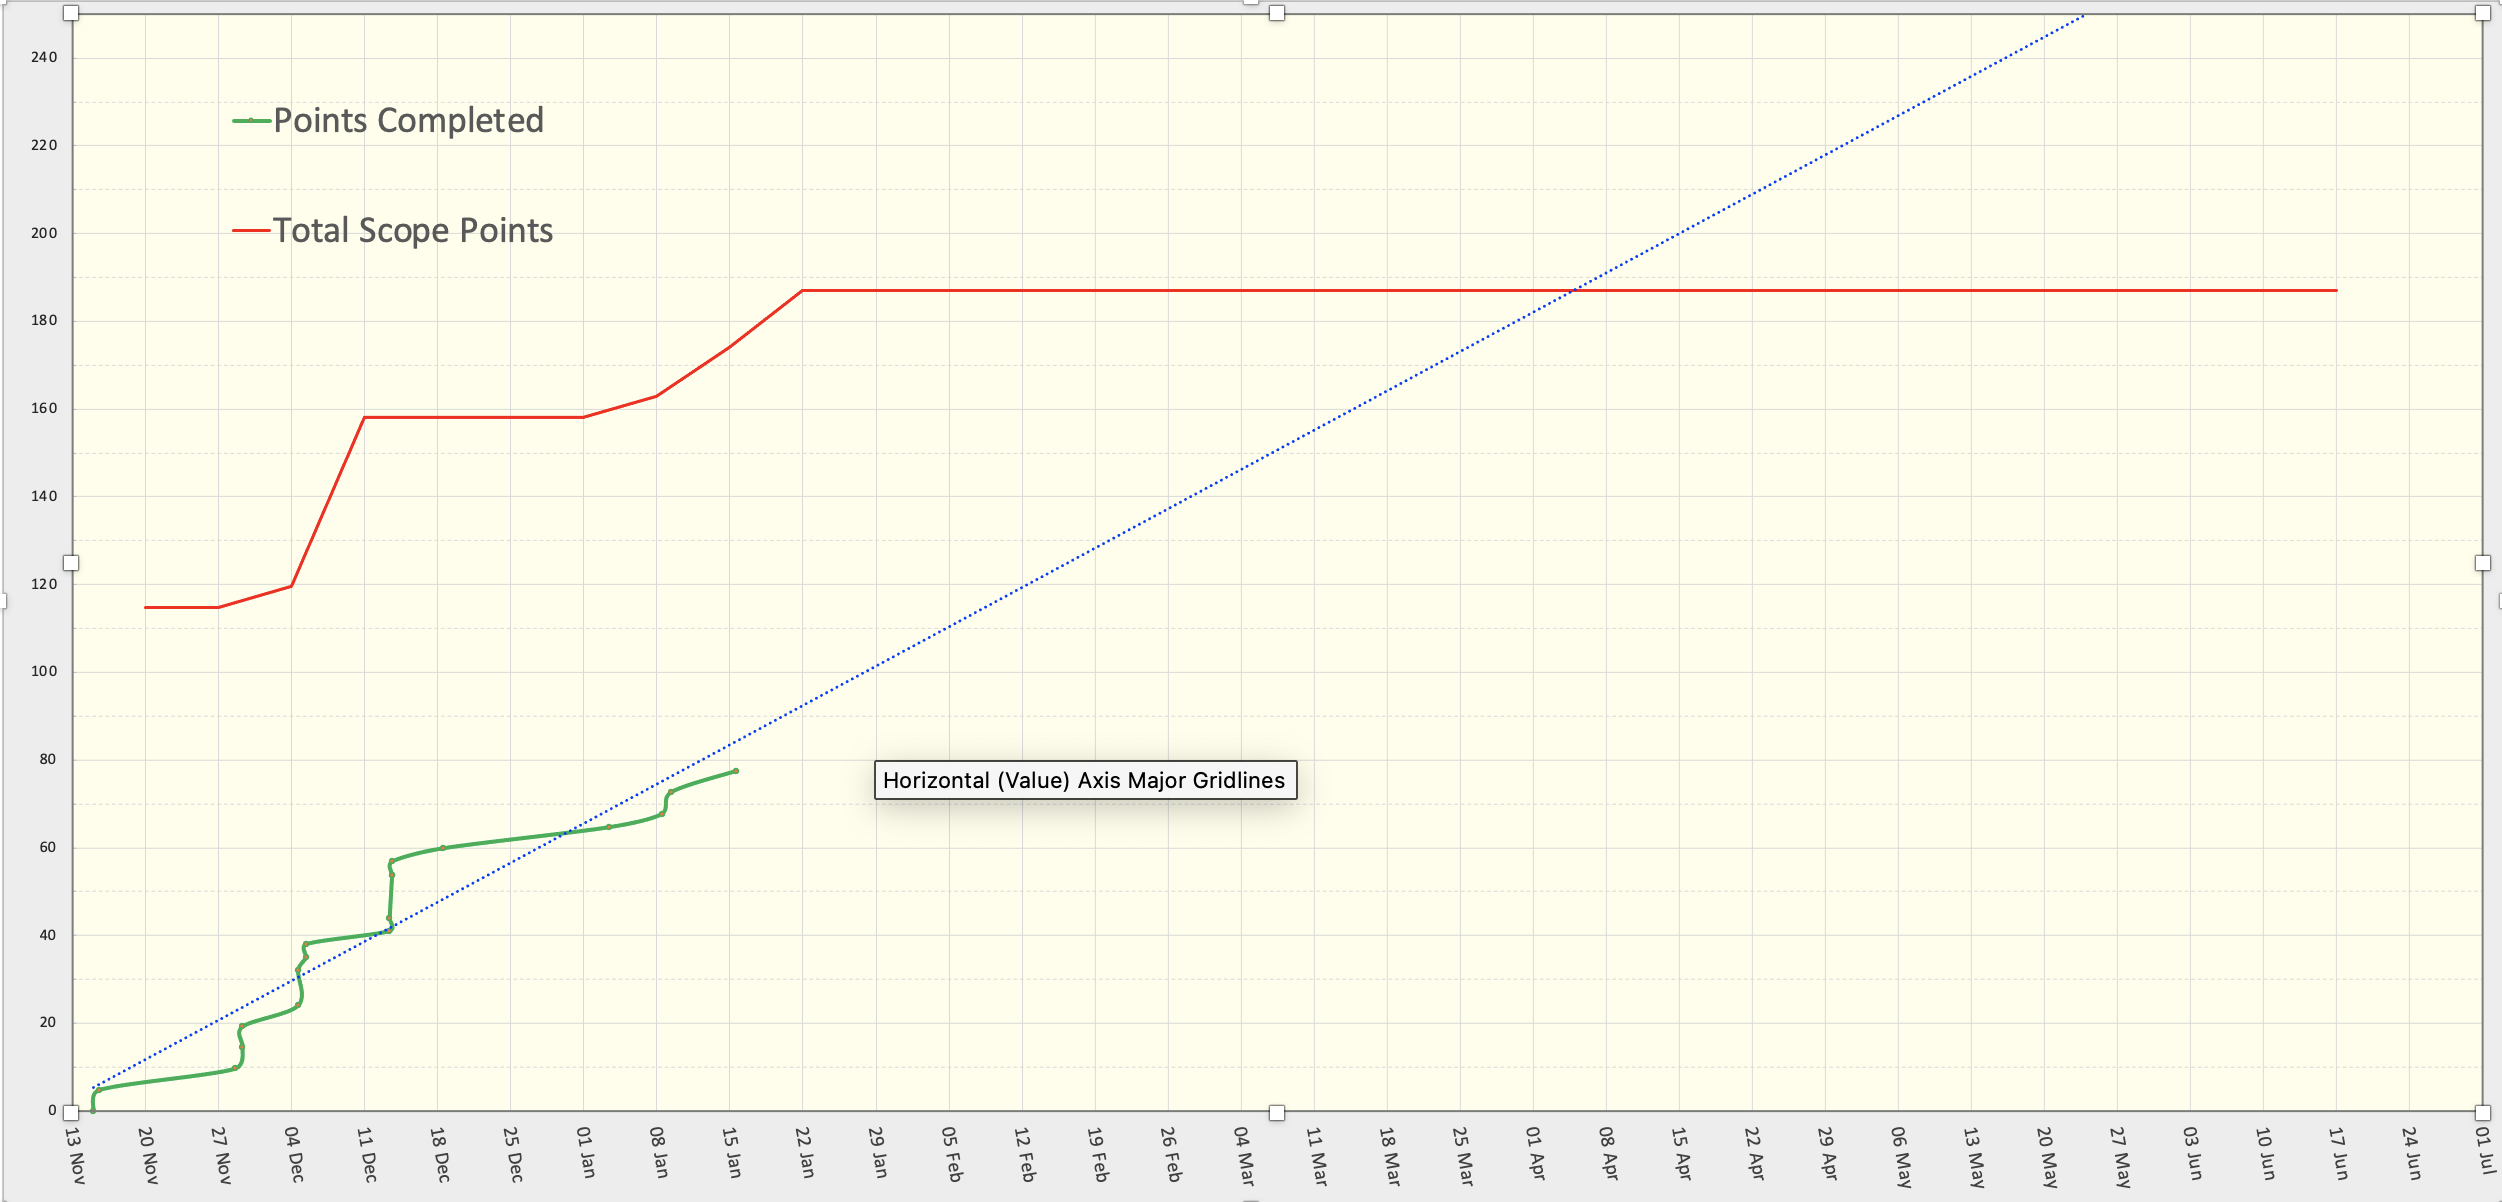 240
220
200
180
160
140
120
100
80
60
40
20
0
Points Completed
Total Scope Points
Horizontal (Value) Axis Major Gridlines
13 Nov
20 Nov
27 Nov
04 Dec
11 Dec
18 Dec
25 Dec
01 Jan
08 Jan
15 Jan
22 Jan
29 Jan
05 Feb
12 Feb
19 Feb
26 Feb
04 Mar
11 Mar
18 Mar
25 Mar
01 Apr
08 Apr
15 Apr
22 Apr
29 Apr
06 May
13 May
20 May
27 May
03 Jun
10 Jun
17 Jun
24 Jun
01 Jul